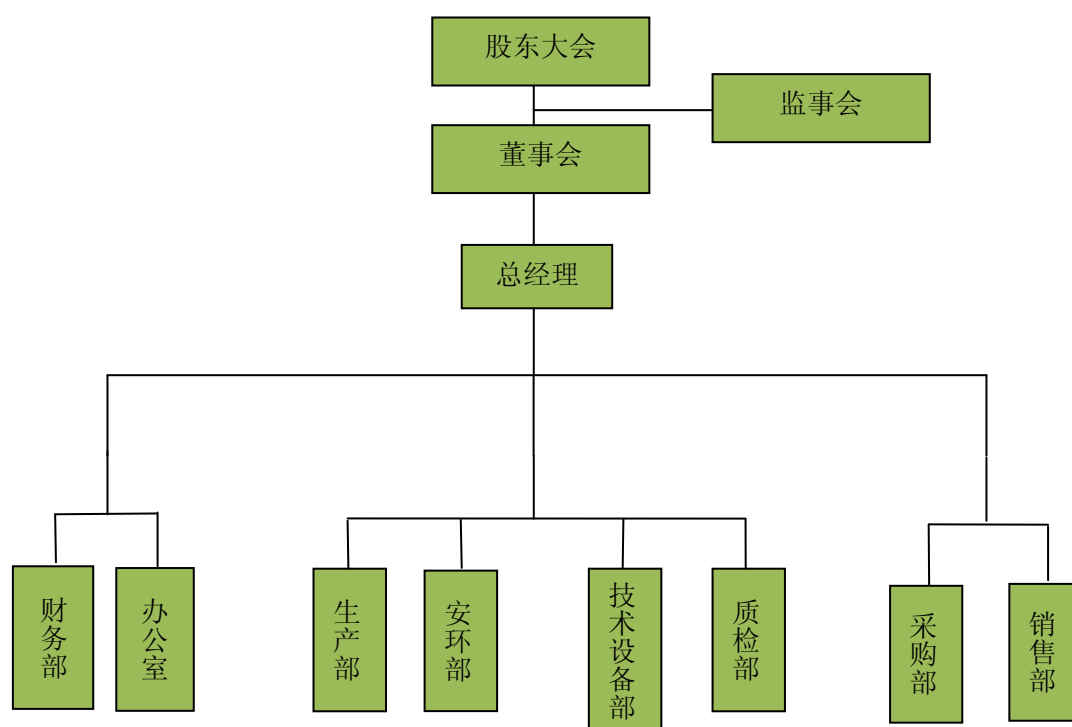 股东大会
监事会
董事会
总经理
财务部
办公室
生产部
安环部
技术设备部
质检部
采购部
销售部